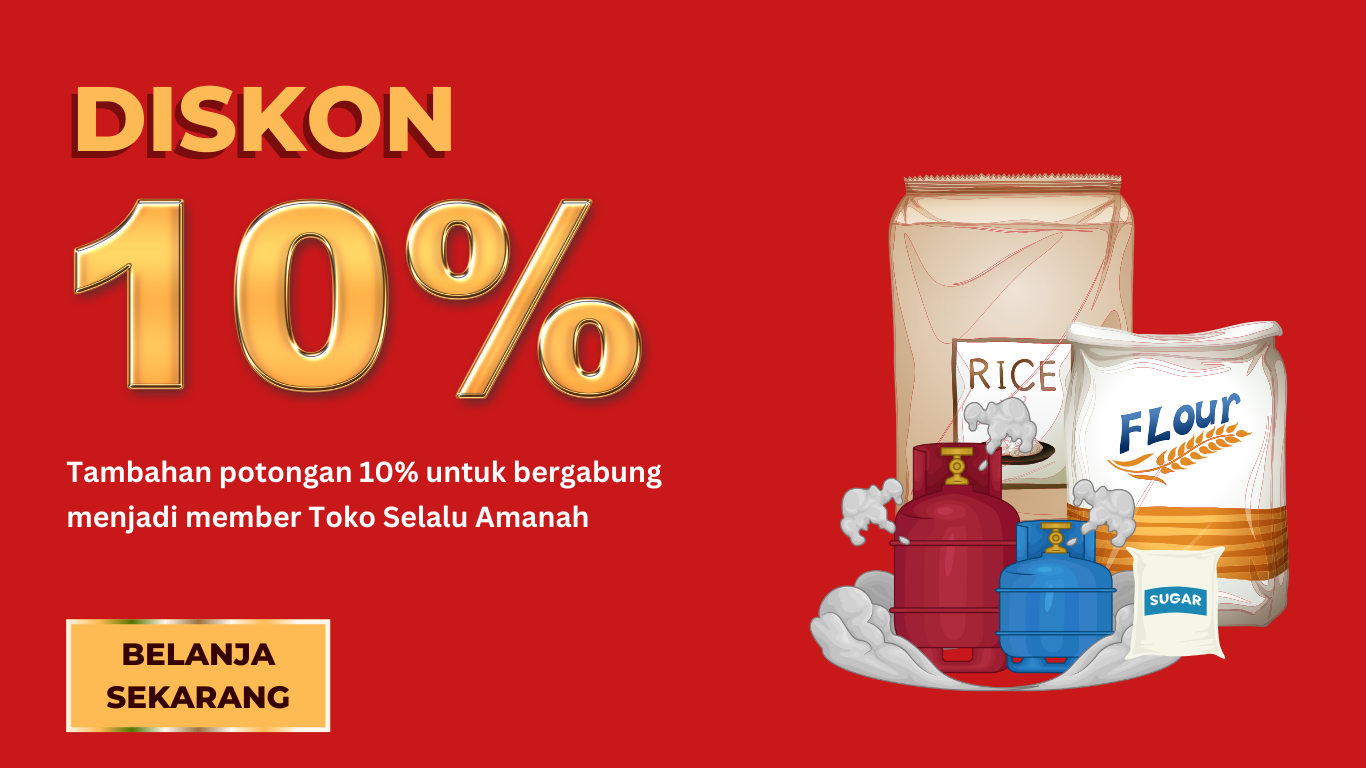 DISKON
10%
Tambahan potongan 10% untuk bergabung
menjadi member Toko Selalu Amanah
BELANJA
SEKARANG
RICE
FLour
SUGAR